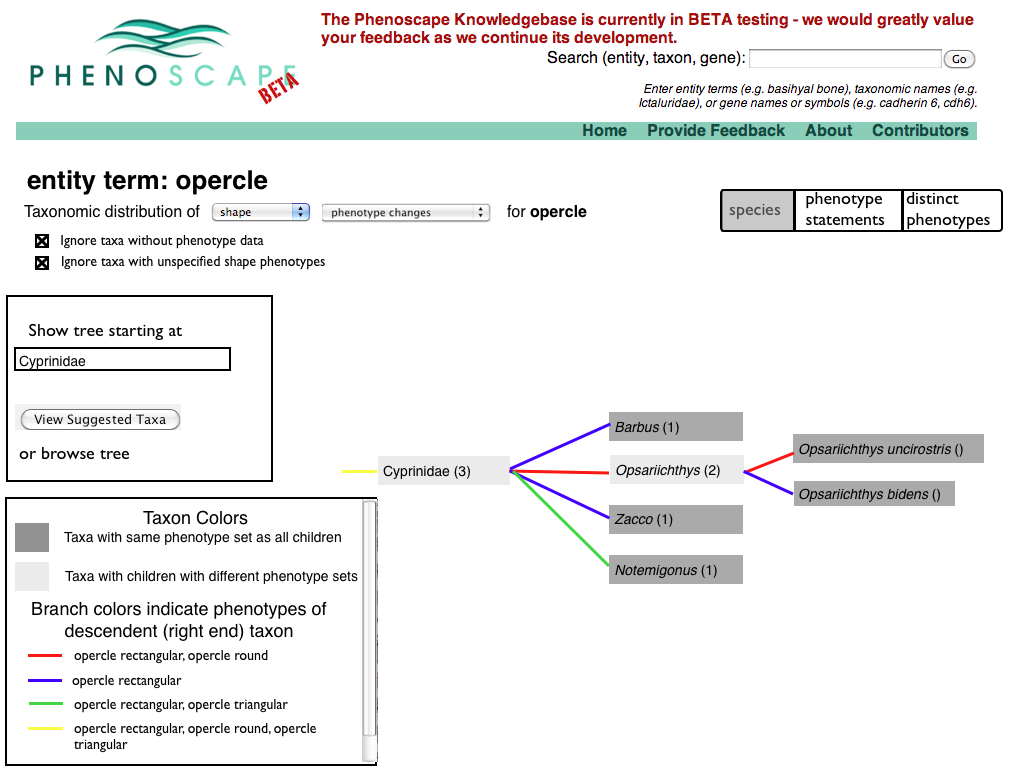 The Phenoscape Knowledgebase is currently in BETA testing - we would greatly value
your feedback as we continue its development.
PHENOSCAPE
BETA
Search (entity, taxon, gene):
Go
Enter entity terms (e.g. basihyal bone), taxonomic names (e.g.
Ictaluridae), or gene names or symbols (e.g. cadherin 6, cdh6).
Home Provide Feedback About Contributors
entity term: opercle
Taxonomic distribution of shape phenotype changes for opercle
species
phenotype
statements
distinct
phenotypes
Ignore taxa without phenotype data
Ignore taxa with unspecified shape phenotypes
Show tree starting at
Cyprinidae
View Suggested Taxa
or browse tree
Cyprinidae (3)
Barbus (1)
Opsariichthys (2)
Zacco (1)
Notemigonus (1)
Opsariichthys uncirostris ()
Opsariichthys bidens ()
Taxon Colors
Taxa with same phenotype set as all children
Taxa with children with different phenotype sets
Branch colors indicate phenotypes of
descendent (right end) taxon
opercle rectangular, opercle round
opercle rectangular
opercle rectangular, opercle triangular
opercle rectangular, opercle round, opercle
triangular